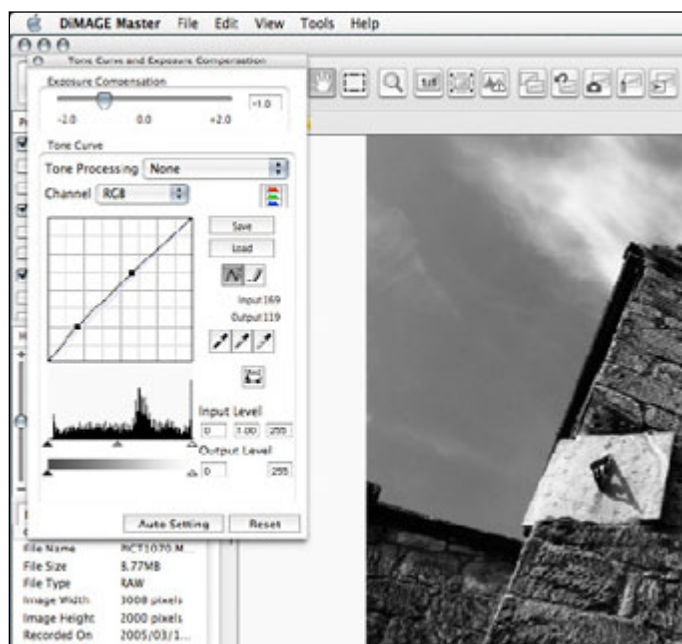 DiMAGE Master File Edit View Tools Help
Tone Curve and Exposure Compensation
Exposure Compensation
-1.0
-2.0 0.0 +2.0
Tone Curve
Tone Processing None
Channel RGB
Save
Load
Input:169
Output:119
Input Level
0 1.00 255
Output Level
0 255
Auto Setting Reset
File Name PICT1070.M...
File Size 8.77MB
File Type RAW
Image Width 3008 pixels
Image Height 2000 pixels
Recorded On 2005/03/1...